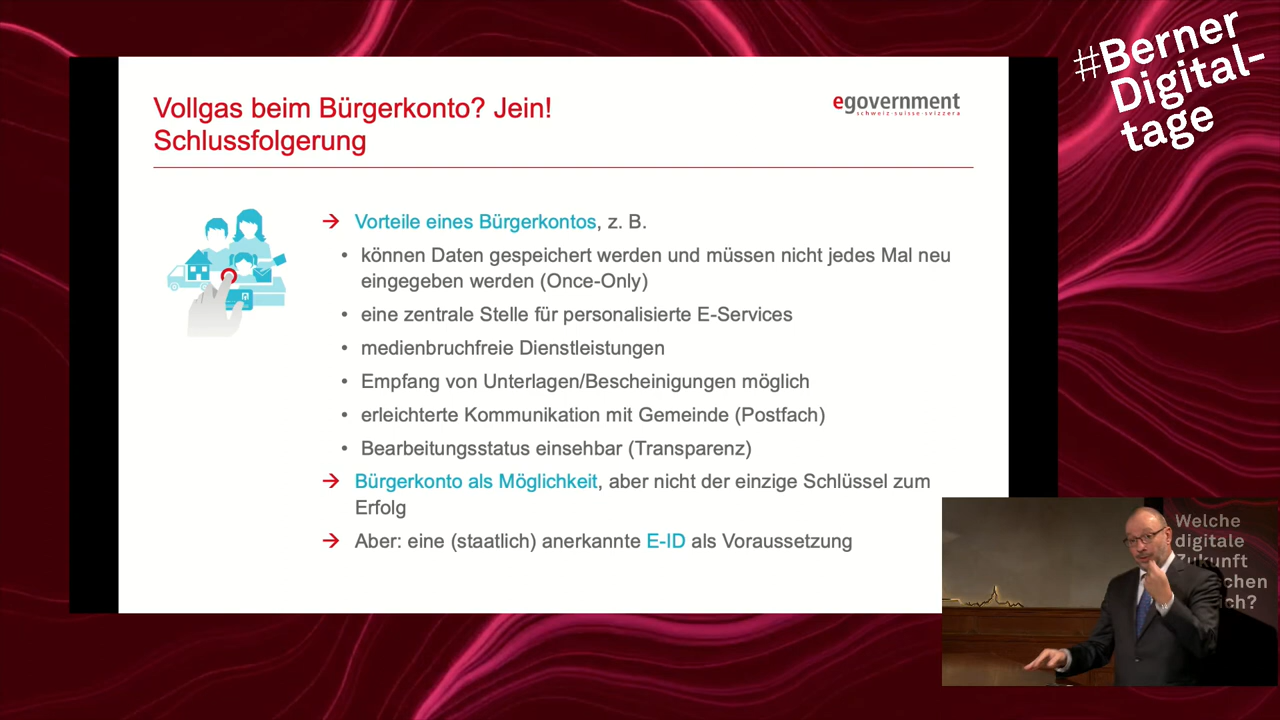 #Berner
Digital-
tage
Vollgas beim Bürgerkonto? Jein!
Schlussfolgerung
egovernment
schweiz·suisse·svizzera
→ Vorteile eines Bürgerkontos, z. B.
• können Daten gespeichert werden und müssen nicht jedes Mal neu
eingegeben werden (Once-Only)
• eine zentrale Stelle für personalisierte E-Services
• medienbruchfreie Dienstleistungen
• Empfang von Unterlagen/Bescheinigungen möglich
• erleichterte Kommunikation mit Gemeinde (Postfach)
• Bearbeitungsstatus einsehbar (Transparenz)
→ Bürgerkonto als Möglichkeit, aber nicht der einzige Schlüssel zum
Erfolg
→ Aber: eine (staatlich) anerkannte E-ID als Voraussetzung
Welche
digitale
Zukunft